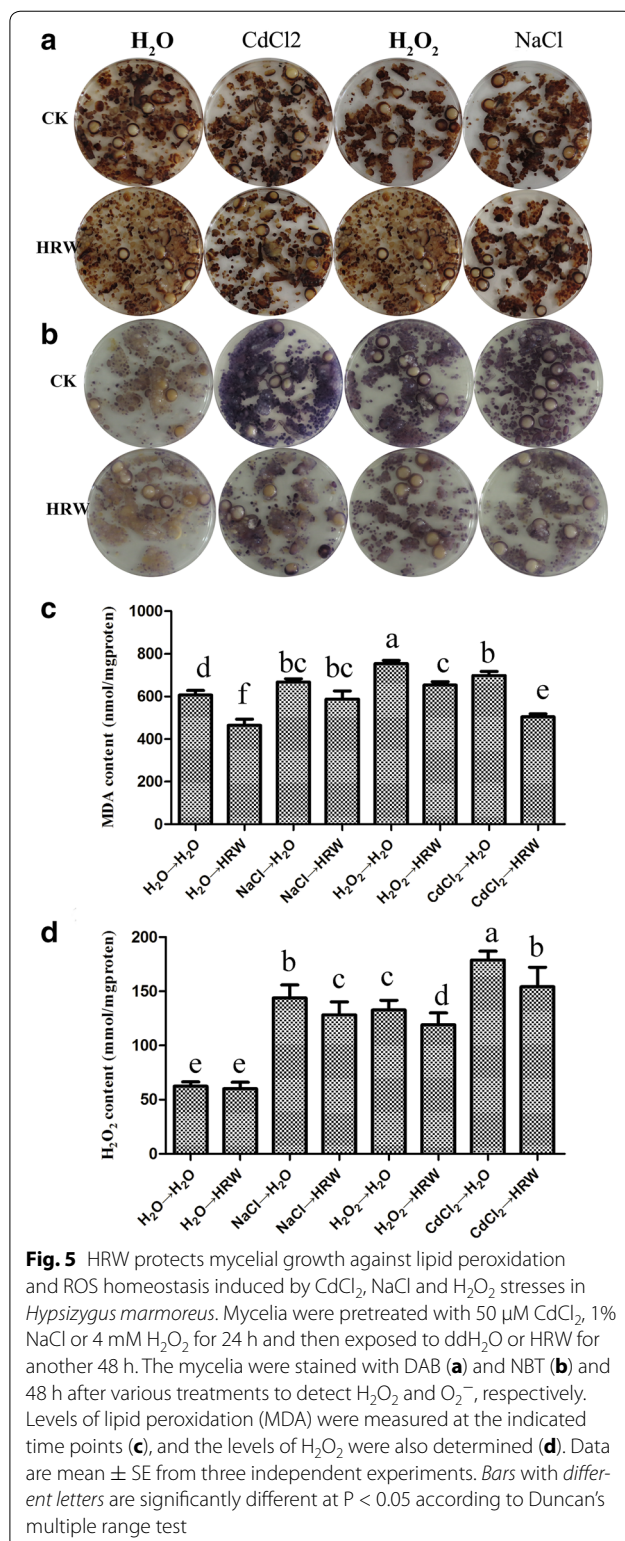 a
H₂O CdCl2 H₂O₂ NaCl
CK
HRW
b
CK
HRW
c
MDA content (nmol/mgproten)
1000
800
600
400
200
0
d f bc bc a c b e
H₂O→H₂O H₂O→HRW NaCl→H₂O NaCl→HRW H₂O₂→H₂O H₂O₂→HRW CdCl₂→H₂O CdCl₂→HRW
d
H₂O₂ content (mmol/mgproten)
200
150
100
50
0
e e b c c d a b
H₂O→H₂O H₂O→HRW NaCl→H₂O NaCl→HRW H₂O₂→H₂O H₂O₂→HRW CdCl₂→H₂O CdCl₂→HRW
Fig. 5 HRW protects mycelial growth against lipid peroxidation
and ROS homeostasis induced by CdCl₂, NaCl and H₂O₂ stresses in
Hypsizygus marmoreus. Mycelia were pretreated with 50 µM CdCl₂, 1%
NaCl or 4 mM H₂O₂ for 24 h and then exposed to ddH₂O or HRW for
another 48 h. The mycelia were stained with DAB (a) and NBT (b) and
48 h after various treatments to detect H₂O₂ and O₂⁻, respectively.
Levels of lipid peroxidation (MDA) were measured at the indicated
time points (c), and the levels of H₂O₂ were also determined (d). Data
are mean ± SE from three independent experiments. Bars with differ-
ent letters are significantly different at P < 0.05 according to Duncan's
multiple range test